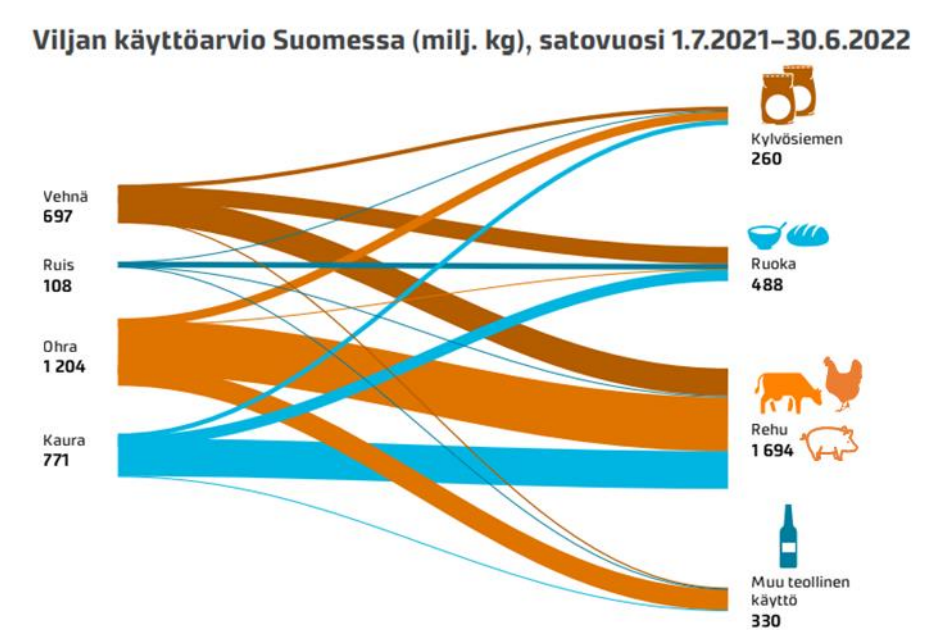 Viljan käyttöarvio Suomessa (milj. kg), satovuosi 1.7.2021–30.6.2022
Vehnä
697
Ruis
108
Ohra
1 204
Kaura
771
Kylvösiemen
260
Ruoka
488
Rehu
1 694
Muu teollinen
käyttö
330